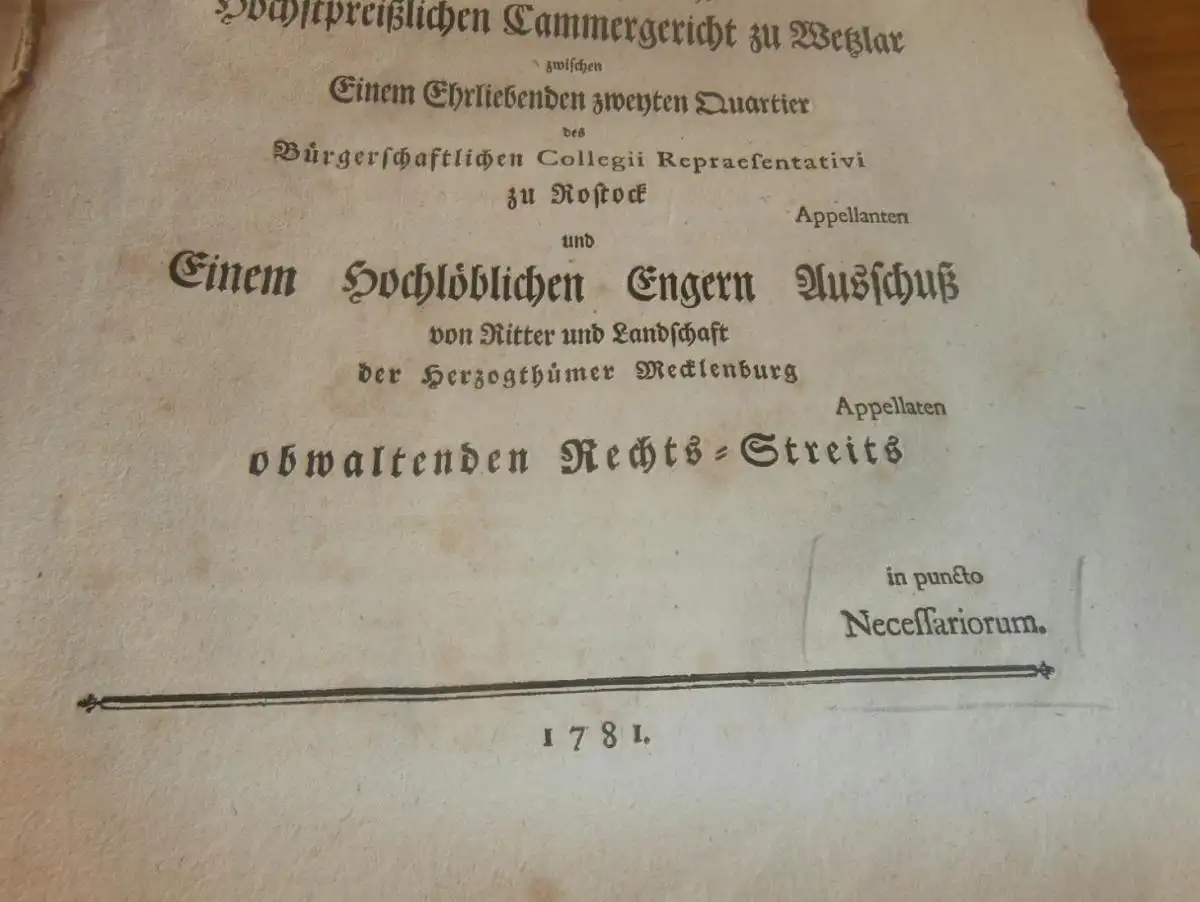 Höchstpreißlichen Cammergericht zu Wetzlar
zwischen
Einem Ehrliebenden zweyten Quartier
des
Bürgerschaftlichen Collegii Repraesentativi
zu Rostock
Appellanten
und
Einem Hochlöblichen Engern Ausschuß
von Ritter und Landschaft
der Herzogthümer Mecklenburg
Appellaten
obwaltenden Rechts-Streits
in puncto
Necessariorum.
1781.